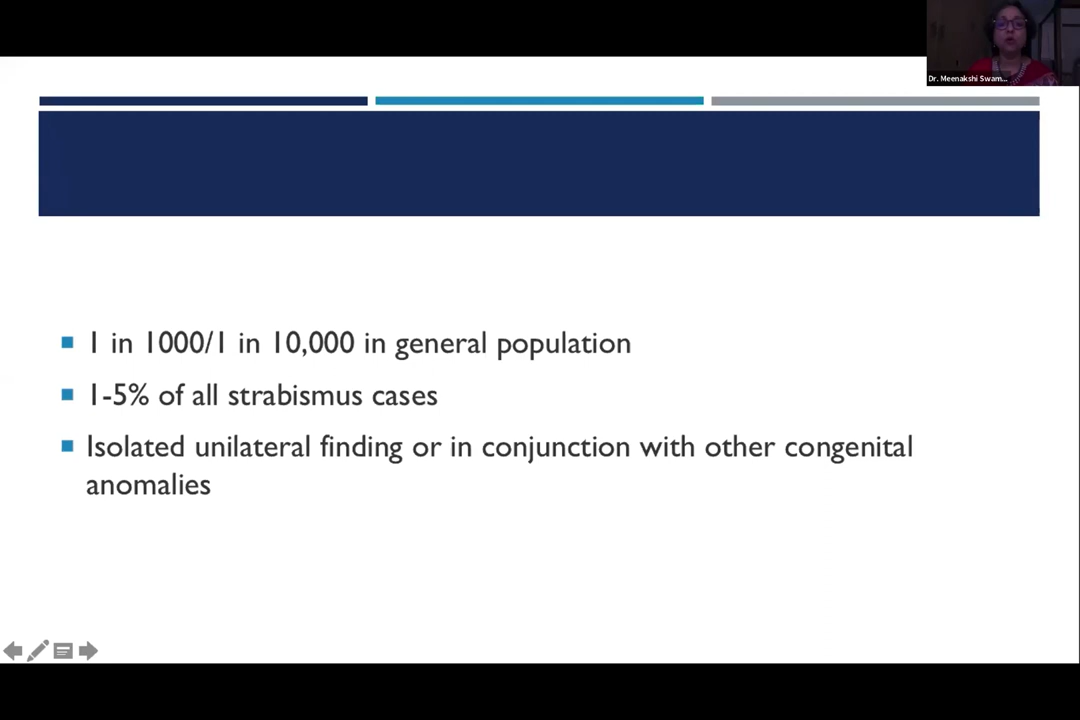 Dr. Meenakshi Swam...
1 in 1000/1 in 10,000 in general population
1-5% of all strabismus cases
Isolated unilateral finding or in conjunction with other congenital
anomalies